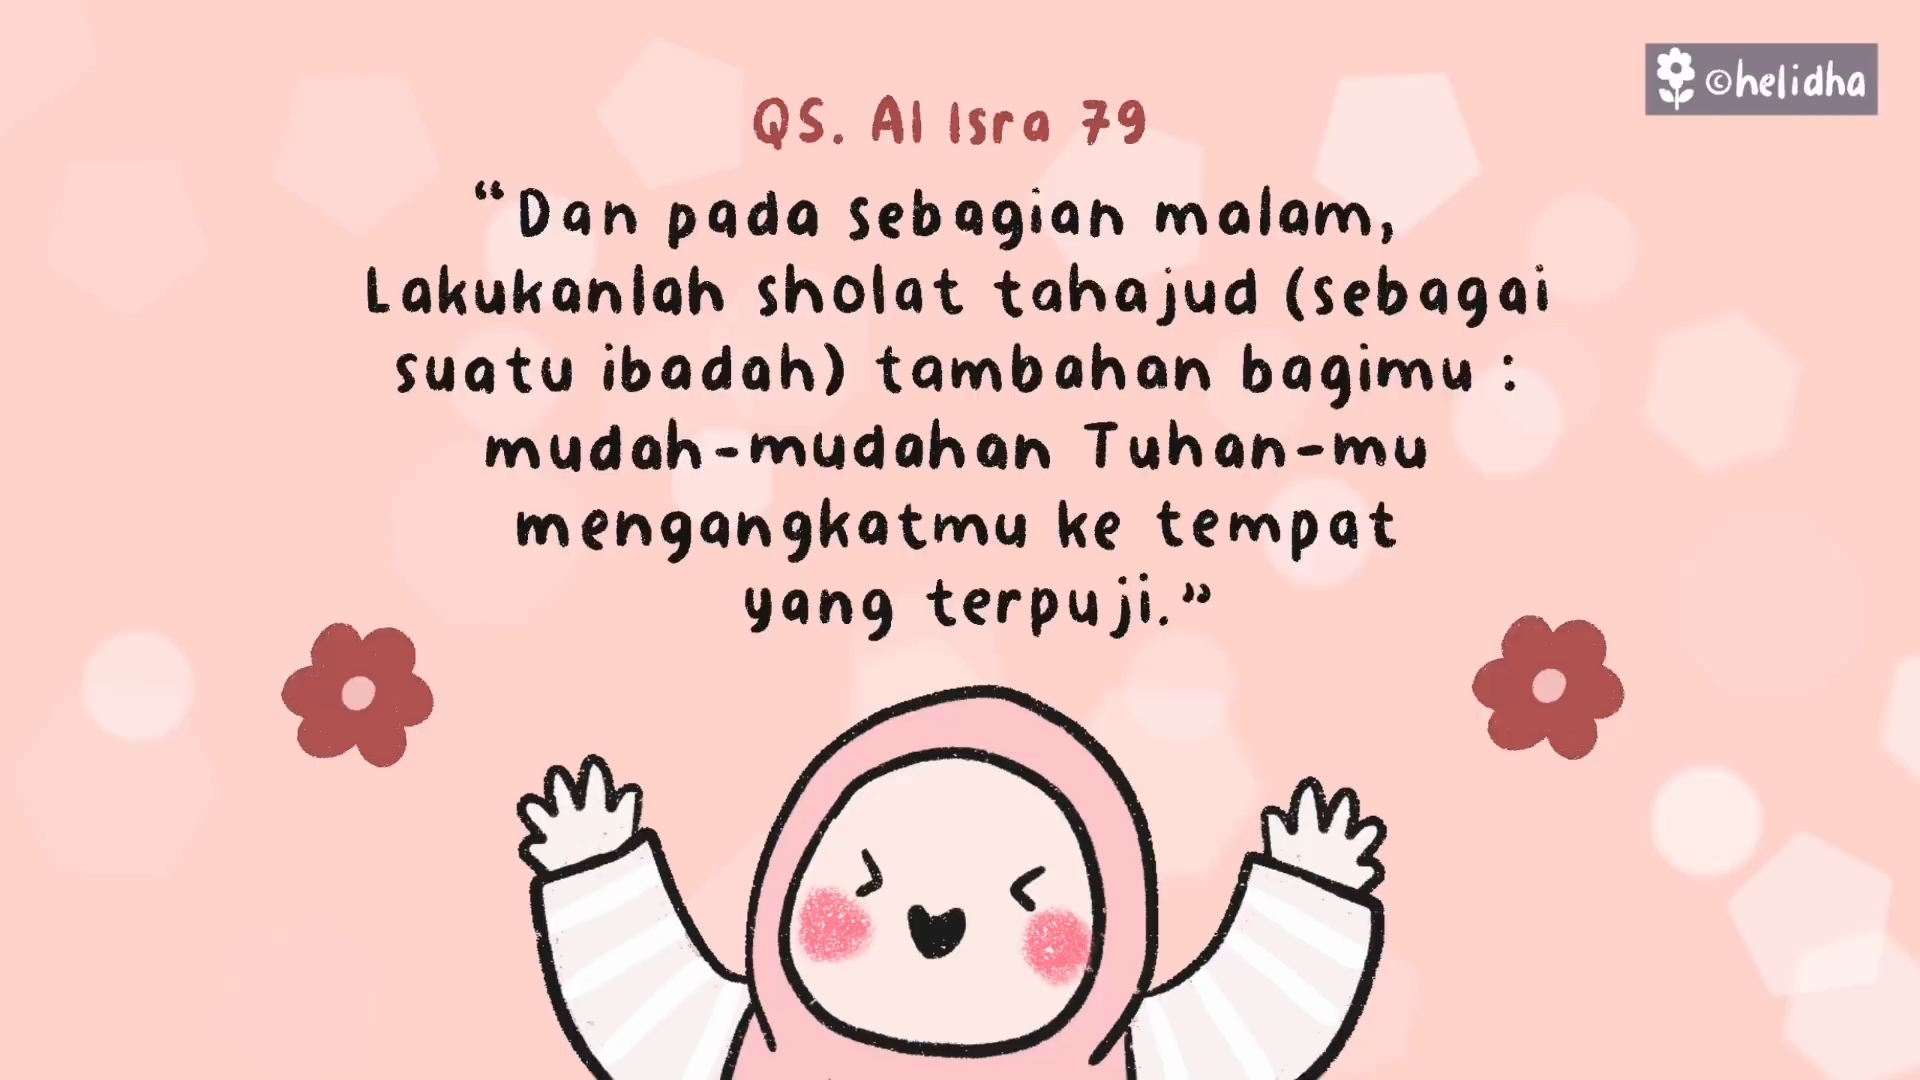 ©helidha
QS. Al Isra 79
“Dan pada sebagian malam,
Lakukanlah sholat tahajud (sebagai
suatu ibadah) tambahan bagimu :
mudah-mudahan Tuhan-mu
mengangkatmu ke tempat
yang terpuji.”